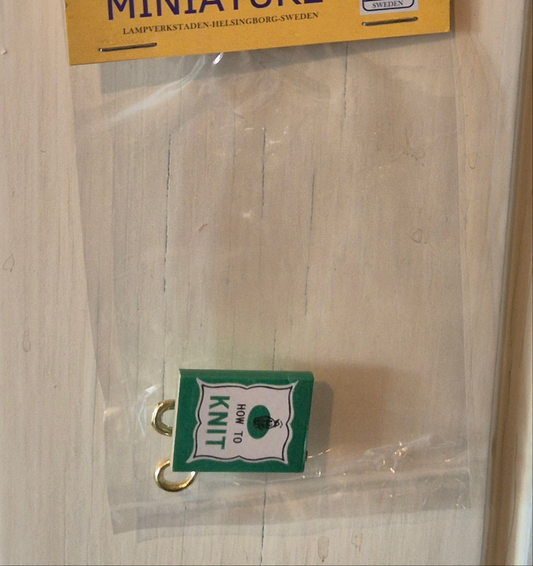 MINIATURE
LAMPVERKSTADEN-HELSINGBORG-SWEDEN
SWEDEN
HOW TO
KNIT